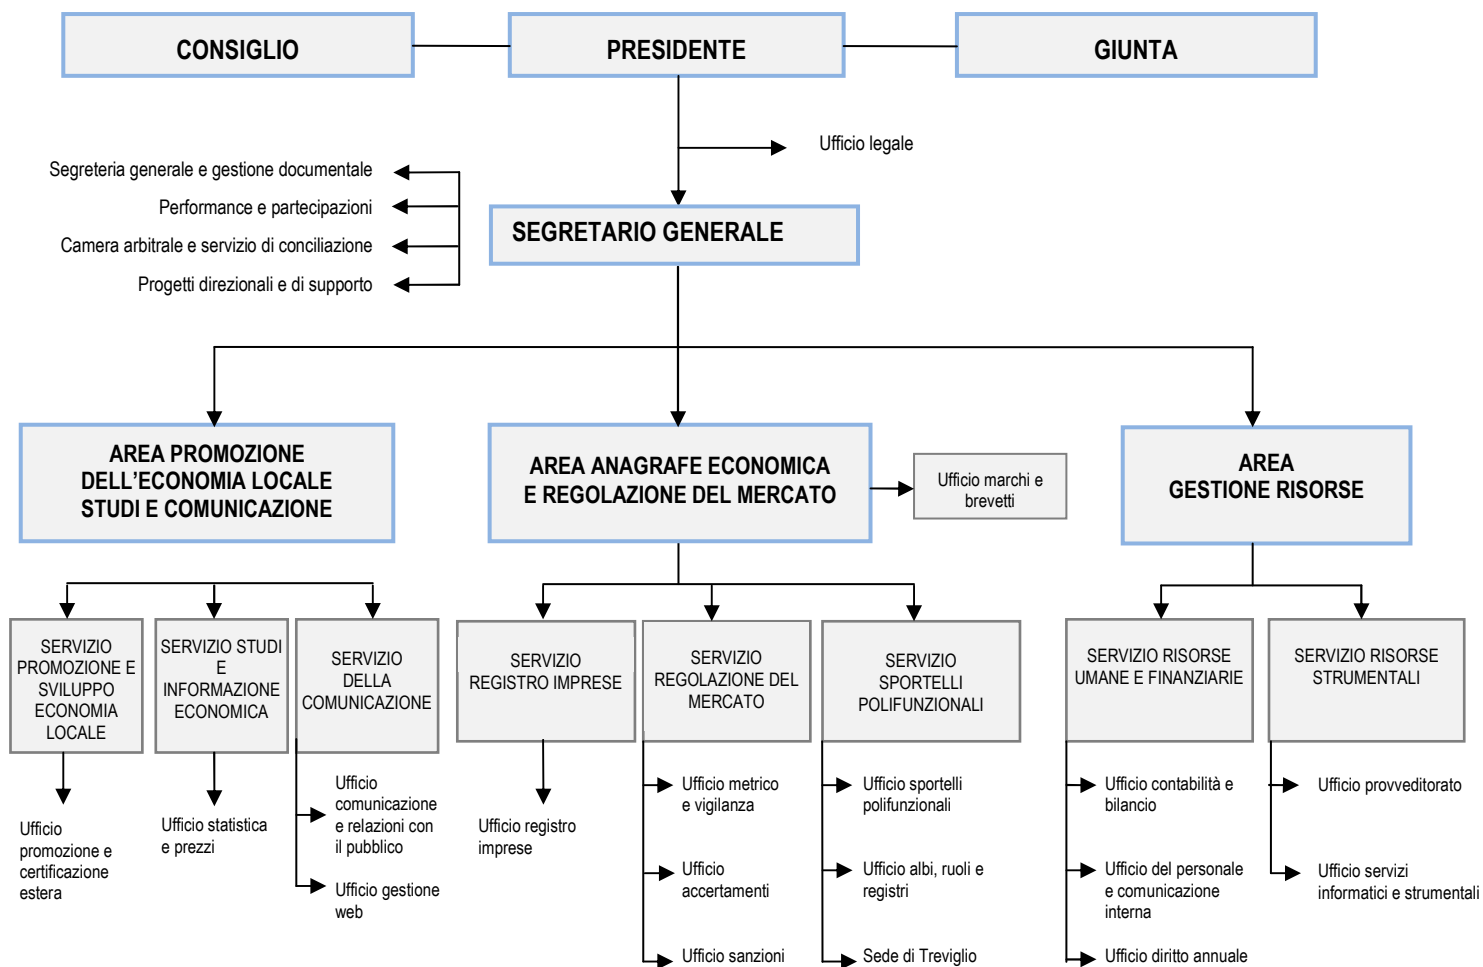 CONSIGLIO
PRESIDENTE
GIUNTA
Ufficio legale
Segreteria generale e gestione documentale
Performance e partecipazioni
Camera arbitrale e servizio di conciliazione
Progetti direzionali e di supporto
SEGRETARIO GENERALE
AREA PROMOZIONE
DELL'ECONOMIA LOCALE
STUDI E COMUNICAZIONE
AREA ANAGRAFE ECONOMICA
E REGOLAZIONE DEL MERCATO
Ufficio marchi e
brevetti
AREA
GESTIONE RISORSE
SERVIZIO
PROMOZIONE E
SVILUPPO
ECONOMIA
LOCALE
SERVIZIO STUDI
E
INFORMAZIONE
ECONOMICA
SERVIZIO
DELLA
COMUNICAZIONE
SERVIZIO
REGISTRO IMPRESE
SERVIZIO
REGOLAZIONE DEL
MERCATO
SERVIZIO
SPORTELLI
POLIFUNZIONALI
SERVIZIO RISORSE
UMANE E FINANZIARIE
SERVIZIO RISORSE
STRUMENTALI
Ufficio
promozione e
certificazione
estera
Ufficio statistica
e prezzi
Ufficio
comunicazione
e relazioni con
il pubblico
Ufficio gestione
web
Ufficio registro
imprese
Ufficio metrico
e vigilanza
Ufficio
accertamenti
Ufficio sanzioni
Ufficio sportelli
polifunzionali
Ufficio albi, ruoli e
registri
Sede di Treviglio
Ufficio contabilità e
bilancio
Ufficio del personale
e comunicazione
interna
Ufficio diritto annuale
Ufficio provveditorato
Ufficio servizi
informatici e strumentali